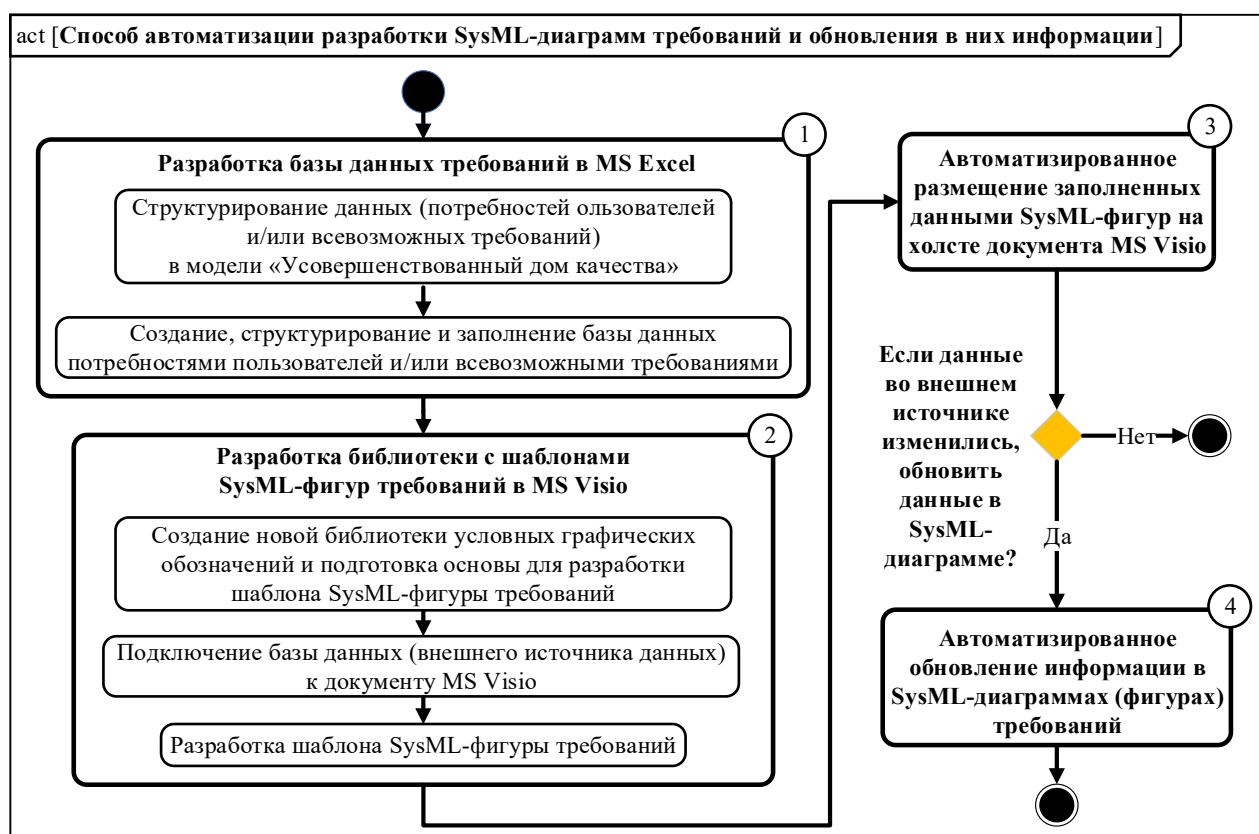 act [Способ автоматизации разработки SysML-диаграмм требований и обновления в них информации]
1
Разработка базы данных требований в MS Excel
Структурирование данных (потребностей ользователей
и/или всевозможных требований)
в модели «Усовершенствованный дом качества»
Создание, структурирование и заполнение базы данных
потребностями пользователей и/или всевозможными требованиями
2
Разработка библиотеки с шаблонами
SysML-фигур требований в MS Visio
Создание новой библиотеки условных графических
обозначений и подготовка основы для разработки
шаблона SysML-фигуры требований
Подключение базы данных (внешнего источника данных)
к документу MS Visio
Разработка шаблона SysML-фигуры требований
3
Автоматизированное
размещение заполненных
данными SysML-фигур на
холсте документа MS Visio
Если данные
во внешнем
источнике
изменились,
обновить
данные в
SysML-
диаграмме?
Нет
Да
4
Автоматизированное
обновление информации в
SysML-диаграммах (фигурах)
требований